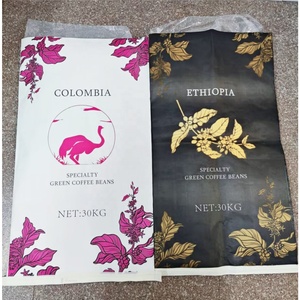 COLOMBIA
SPECIALTY
GREEN COFFEE BEANS
NET:30KG
ETHIOPIA
SPECIALTY
GREEN COFFEE BEANS
NET:30KG